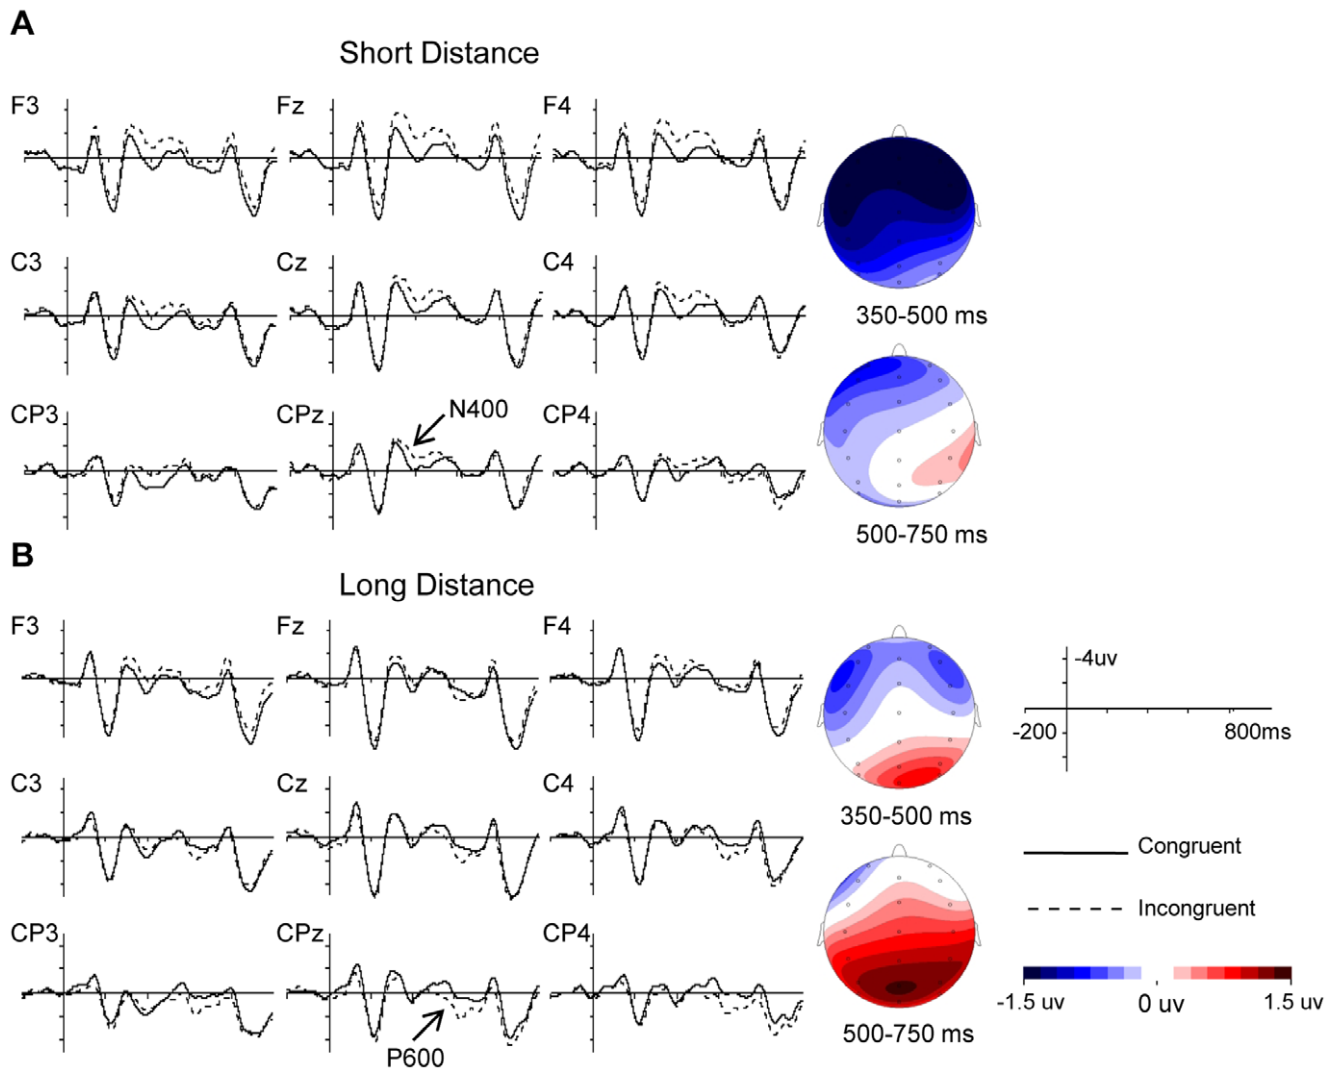 A
Short Distance
F3
Fz
F4
C3
Cz
C4
350-500 ms
CP3
CPz
N400
CP4
500-750 ms
B
Long Distance
F3
Fz
F4
-4uv
-200
800ms
C3
Cz
C4
350-500 ms
Congruent
Incongruent
CP3
CPz
CP4
P600
500-750 ms
-1.5 uv
0 uv
1.5 uv